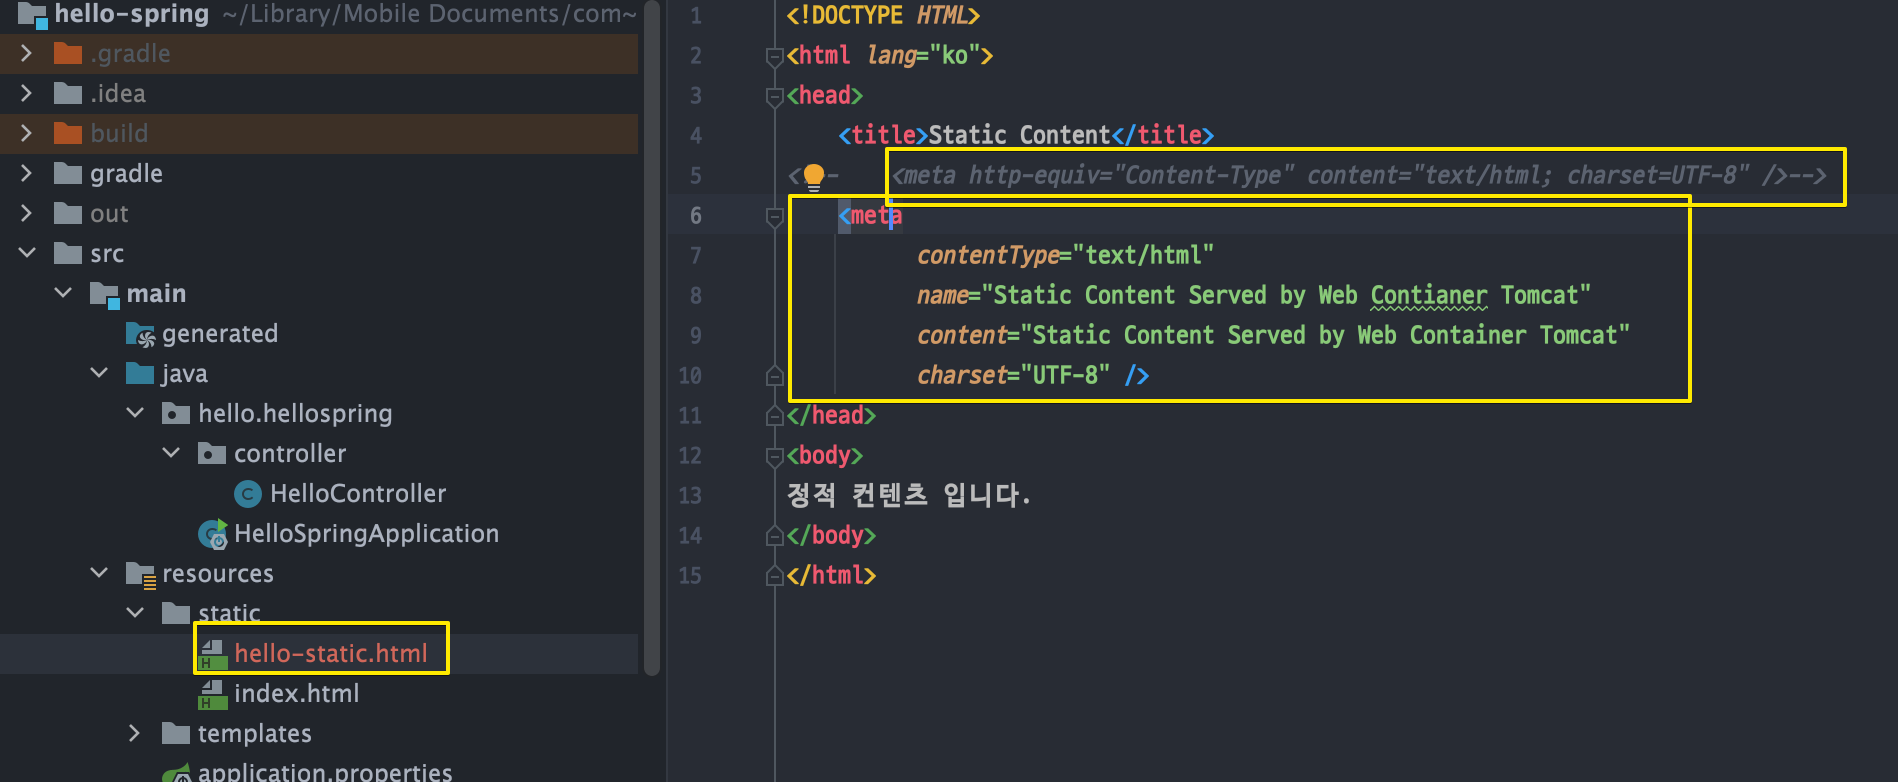 hello-spring ~/Library/Mobile Documents/com~
.gradle
.idea
build
gradle
out
src
main
generated
java
hello.hellospring
controller
HelloController
HelloSpringApplication
resources
static
hello-static.html
index.html
templates
application.properties
1 <!DOCTYPE HTML>
2 <html lang="ko">
3 <head>
4 <title>Static Content</title>
5 < - <meta http-equiv="Content-Type" content="text/html; charset=UTF-8" />-->
6 <meta
7 contentType="text/html"
8 name="Static Content Served by Web Contianer Tomcat"
9 content="Static Content Served by Web Container Tomcat"
10 charset="UTF-8" />
11 </head>
12 <body>
13 정적 컨텐츠 입니다.
14 </body>
15 </html>